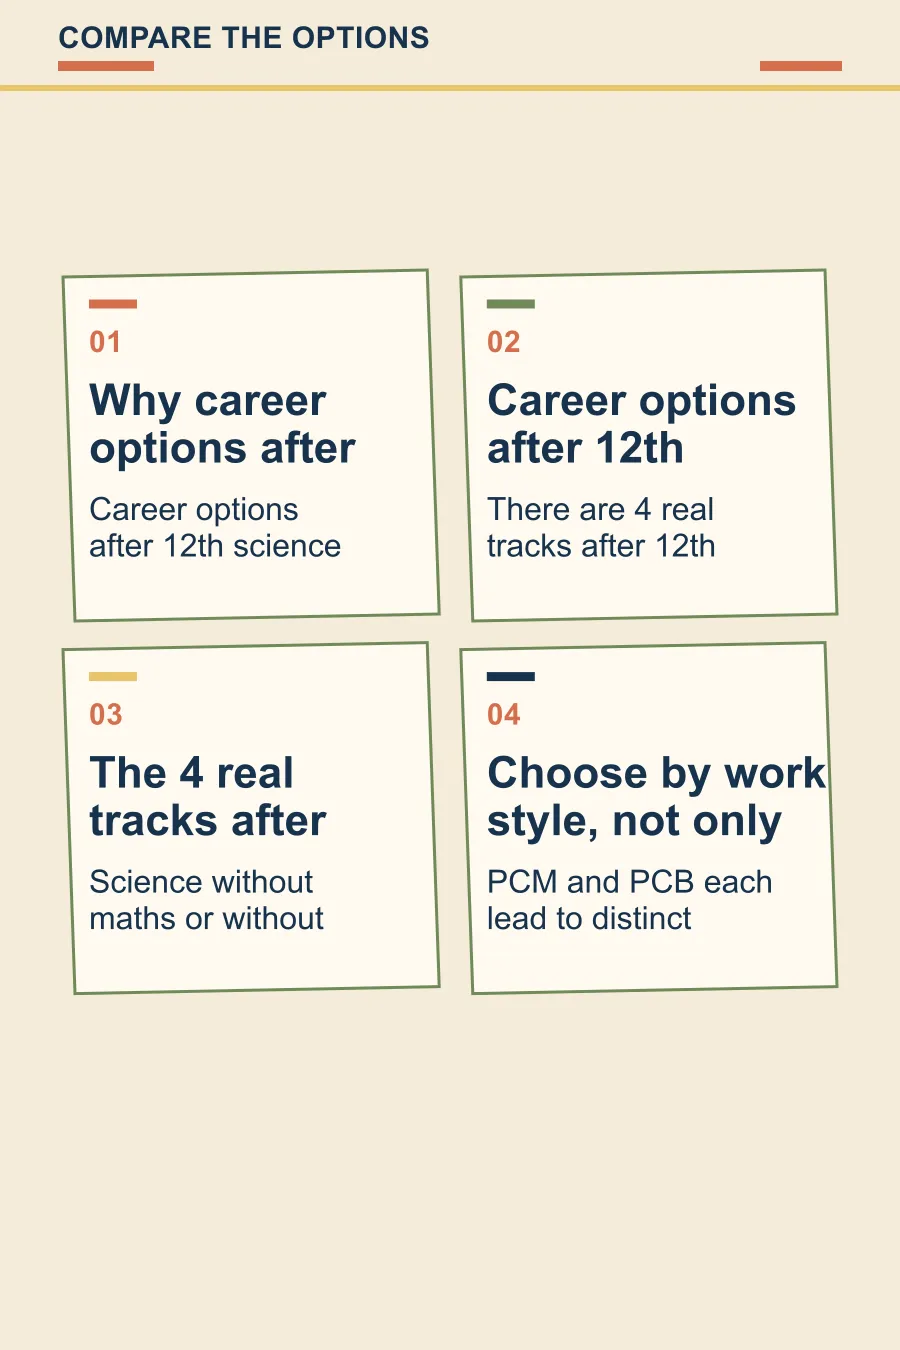 COMPARE THE OPTIONS
01
Why career
options after
Career options
after 12th science
02
Career options
after 12th
There are 4 real
tracks after 12th
03
The 4 real
tracks after
Science without
maths or without
04
Choose by work
style, not only
PCM and PCB each
lead to distinct